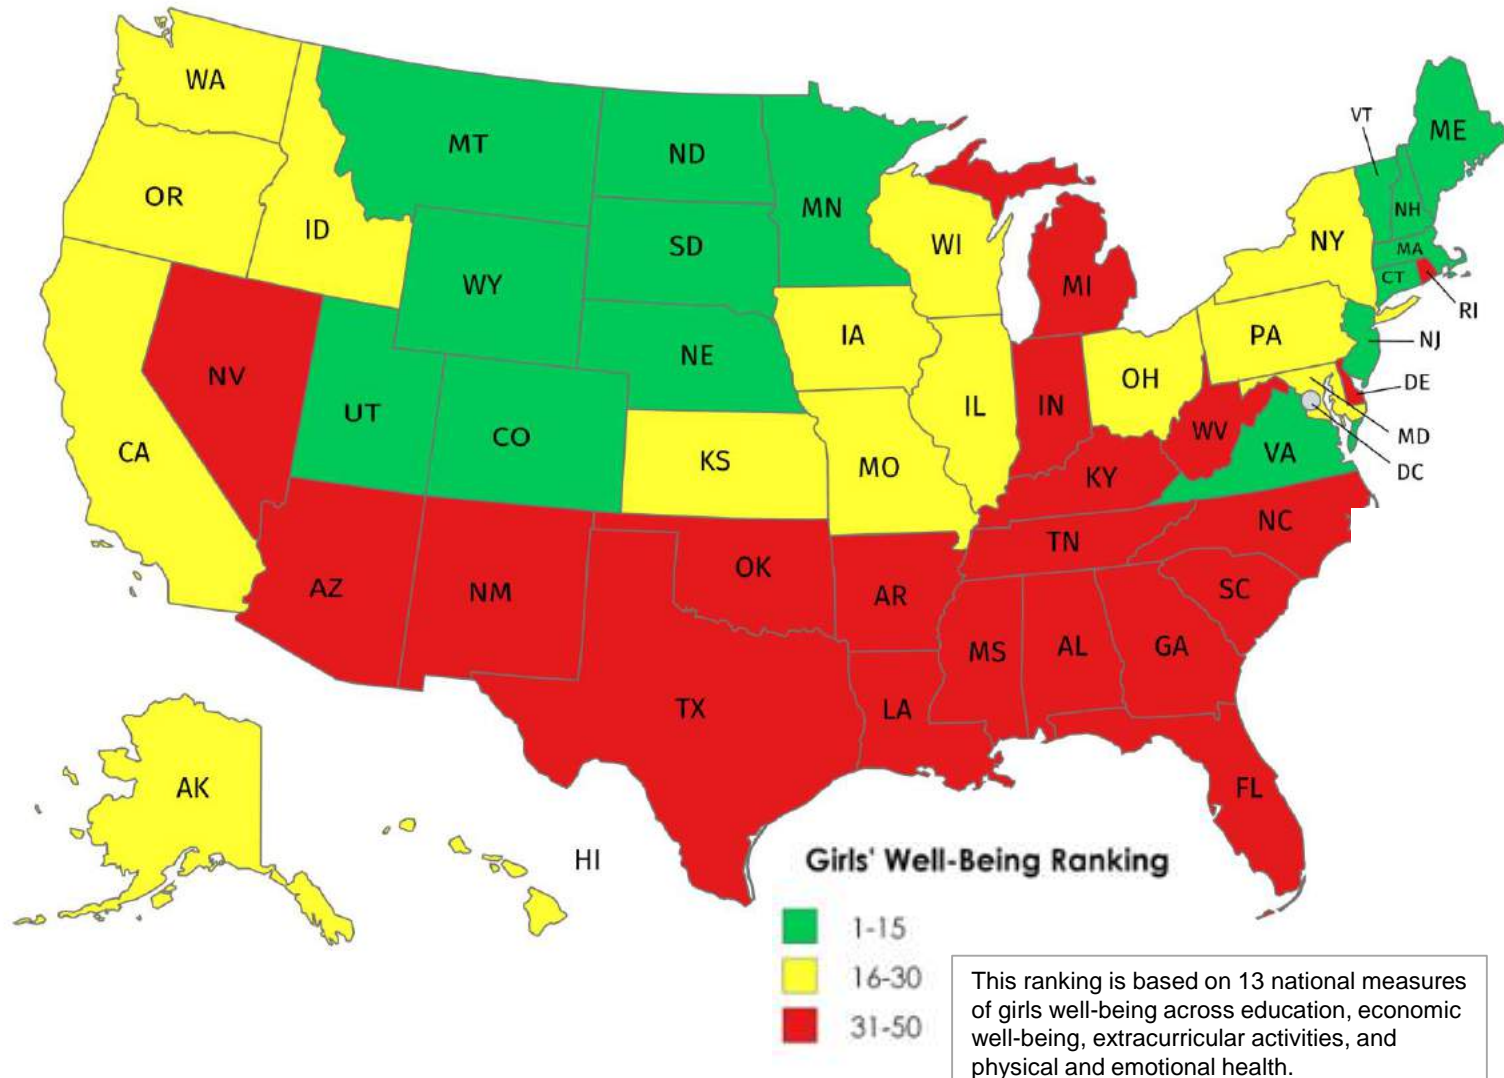 WA
MT
ND
MN
VT
ME
OR
ID
NH
WI
NY
SD
MA
WY
CT
MI
RI
IA
PA
NJ
NE
NV
OH
DE
UT
IL
IN
CO
WV
MD
CA
KS
MO
VA
DC
KY
NC
TN
OK
AZ
NM
AR
SC
MS
AL
GA
TX
LA
AK
FL
HI
Girls' Well-Being Ranking
1-15
16-30
31-50
This ranking is based on 13 national measures
of girls well-being across education, economic
well-being, extracurricular activities, and
physical and emotional health.